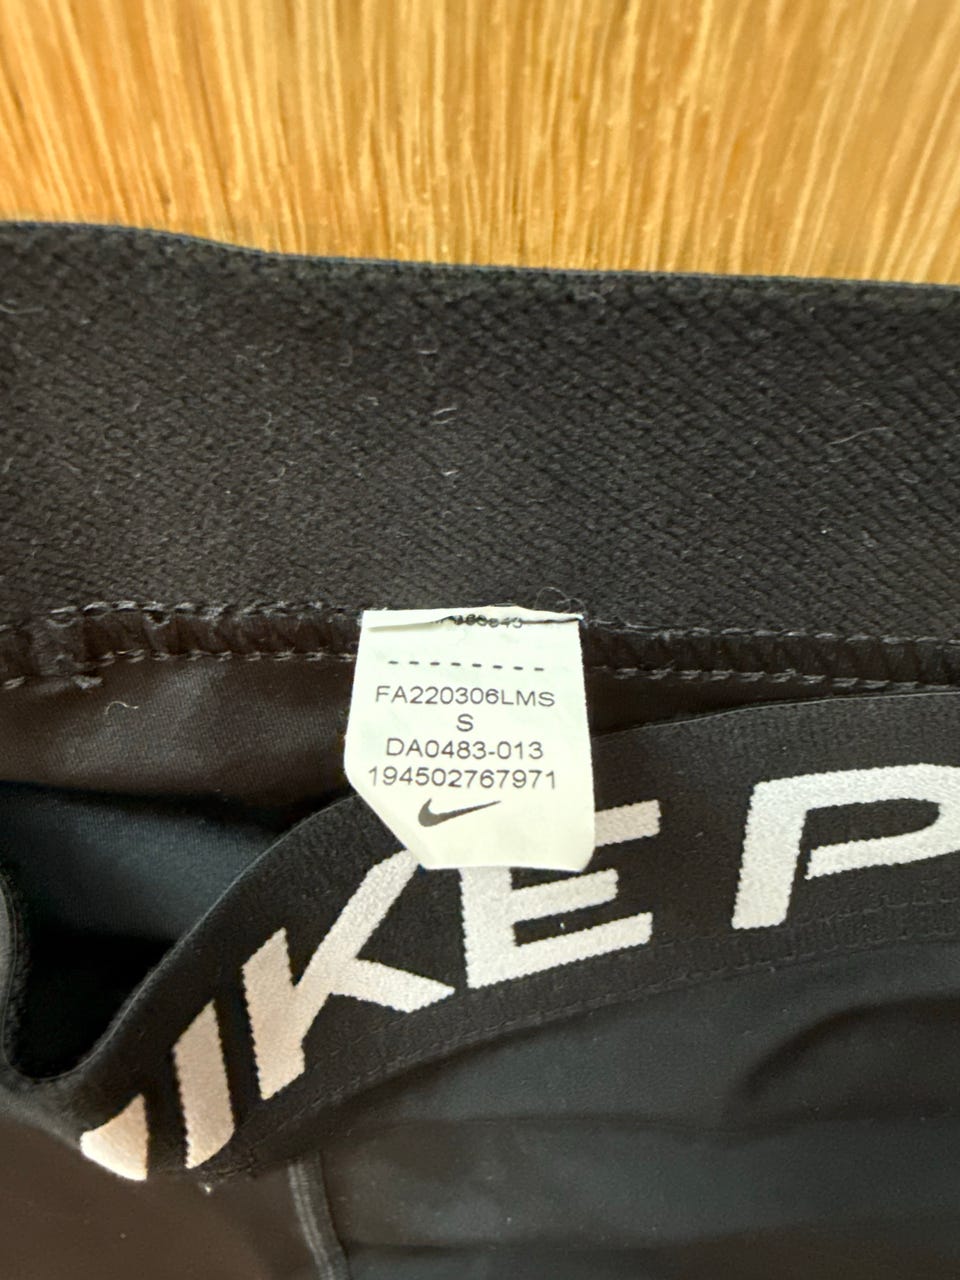 FA220306LMS
S
DA0483-013
194502767971
IKE P